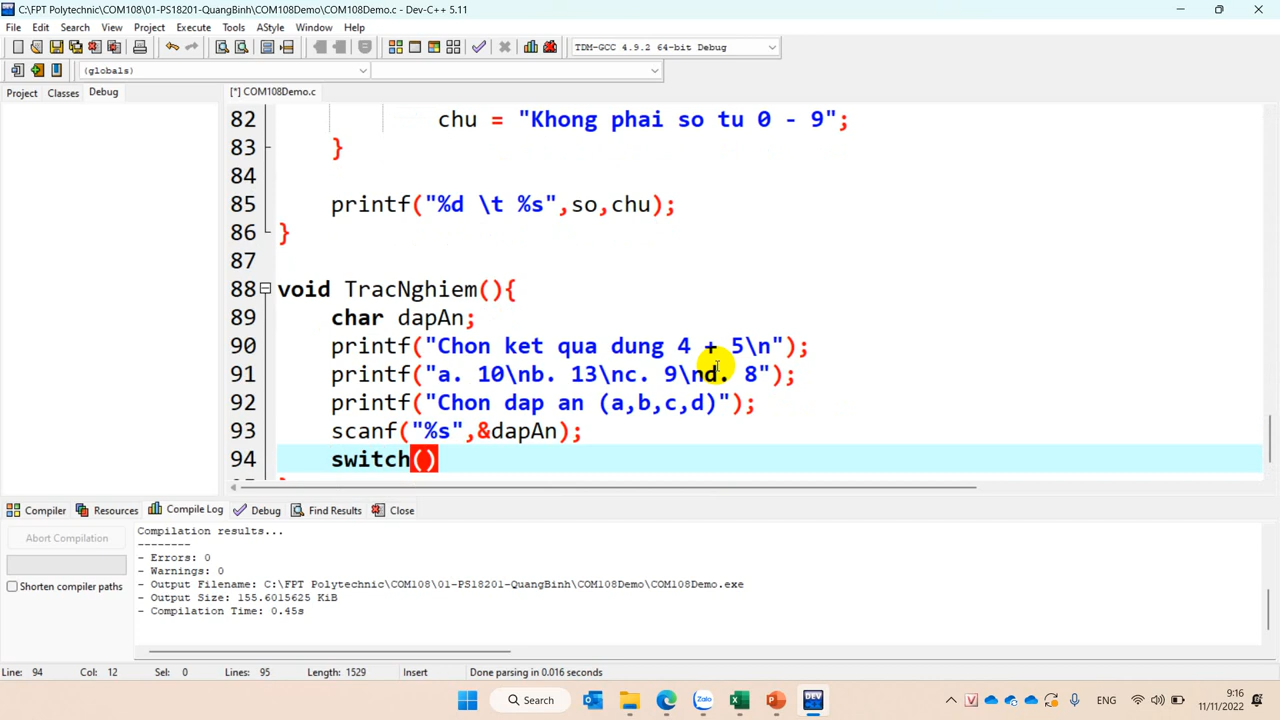 C:\FPT Polytechnic\COM108\01-PS18201-QuangBinh\COM108Demo\COM108Demo.c - Dev-C++ 5.11
File Edit Search View Project Execute Tools AStyle Window Help
TDM-GCC 4.9.2 64-bit Debug
(globals)
Project Classes Debug
[*] COM108Demo.c
82 chu = "Khong phai so tu 0 - 9";
83 }
84
85 printf("%d \t %s",so,chu);
86 }
87
88 void TracNghiem(){
89 char dapAn;
90 printf("Chon ket qua dung 4 + 5\n");
91 printf("a. 10\nb. 13\nc. 9\nd. 8");
92 printf("Chon dap an (a,b,c,d)");
93 scanf("%s",&dapAn);
94 switch()
Compiler Resources Compile Log Debug Find Results Close
Abort Compilation
Shorten compiler paths
Compilation results...
--------
- Errors: 0
- Warnings: 0
- Output Filename: C:\FPT Polytechnic\COM108\01-PS18201-QuangBinh\COM108Demo\COM108Demo.exe
- Output Size: 155.6015625 KiB
- Compilation Time: 0.45s
Line: 94 Col: 12 Sel: 0 Lines: 95 Length: 1529 Insert Done parsing in 0.016 seconds
Search
ENG
9:16
11/11/2022